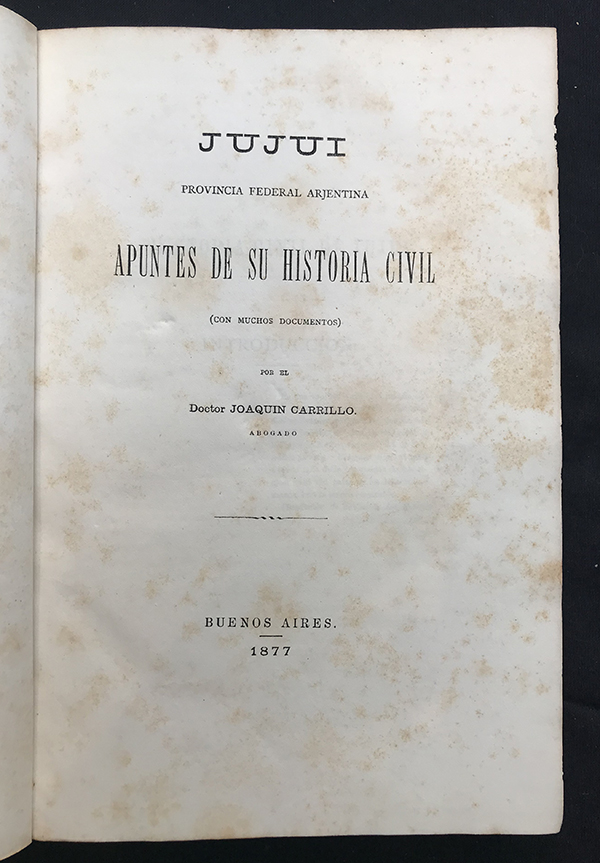 JUJUI
PROVINCIA FEDERAL ARJENTINA
APUNTES DE SU HISTORIA CIVIL
(CON MUCHOS DOCUMENTOS)
POR EL
Doctor JOAQUIN CARRILLO.
ABOGADO
BUENOS AIRES.
1877